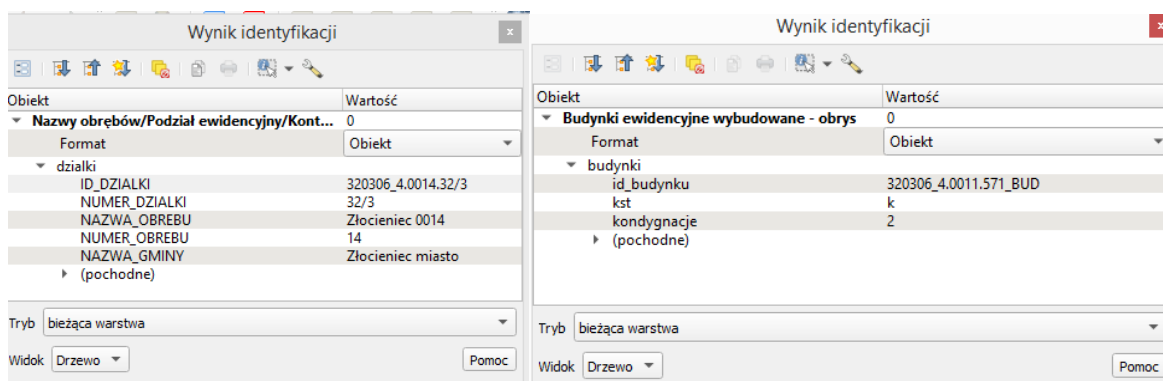 Wynik identyfikacji
x
Obiekt Wartość
Nazwy obrębów/Podział ewidencyjny/Kont... 0
Format Obiekt
dzialki
ID_DZIALKI 320306_4.0014.32/3
NUMER_DZIALKI 32/3
NAZWA_OBREBU Złocieniec 0014
NUMER_OBREBU 14
NAZWA_GMINY Złocieniec miasto
(pochodne)
Tryb bieżąca warstwa
Widok Drzewo Pomoc
Wynik identyfikacji
x
Obiekt Wartość
Budynki ewidencyjne wybudowane - obrys 0
Format Obiekt
budynki
id_budynku 320306_4.0011.571_BUD
kst k
kondygnacje 2
(pochodne)
Tryb bieżąca warstwa
Widok Drzewo Pomoc